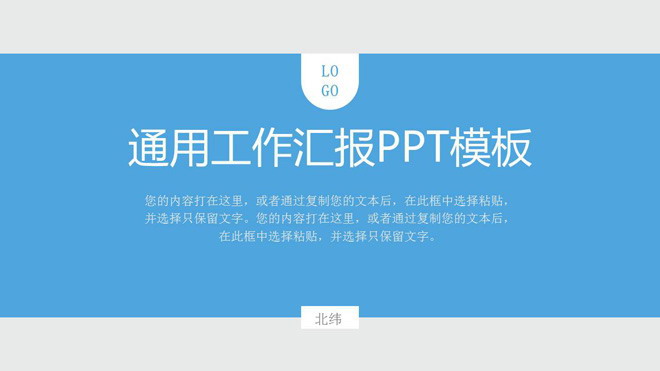 LO
GO
通用工作汇报PPT模板
您的内容打在这里，或者通过复制您的文本后，在此框中选择粘贴，
并选择只保留文字。您的内容打在这里，或者通过复制您的文本后，
在此框中选择粘贴，并选择只保留文字。
北纬